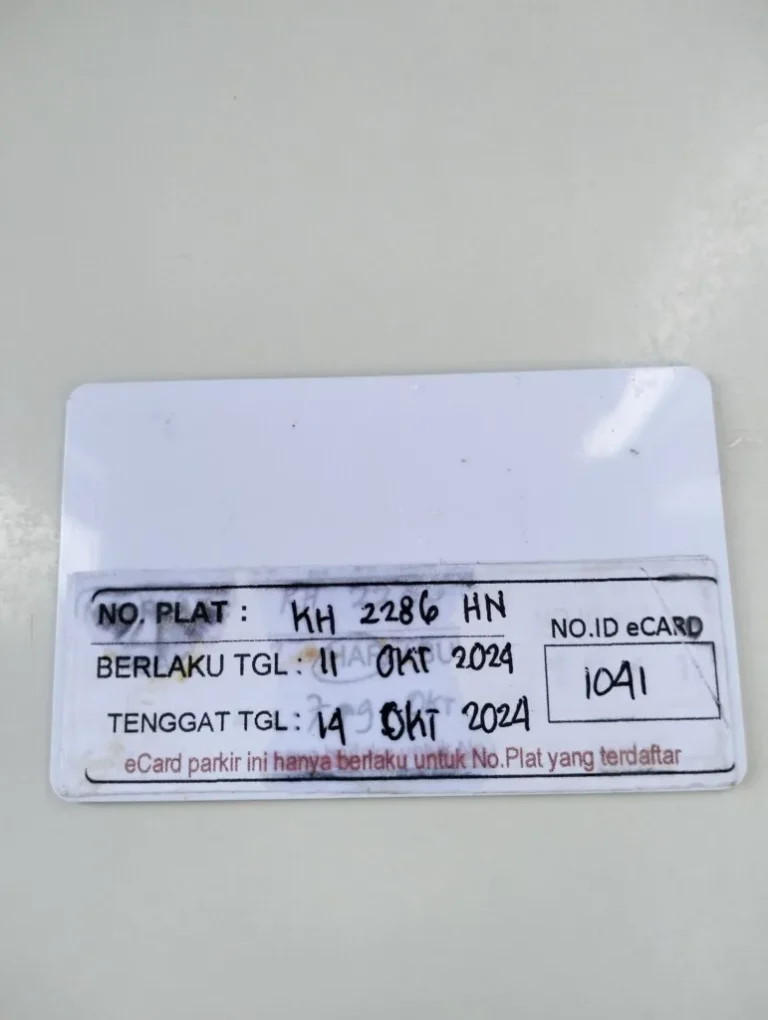 NO. PLAT : KH 2286 HN
NO.ID eCARD
BERLAKU TGL : 11 OKT 2024
1041
TENGGAT TGL : 14 OKT 2024
eCard parkir ini hanya berlaku untuk No.Plat yang terdaftar